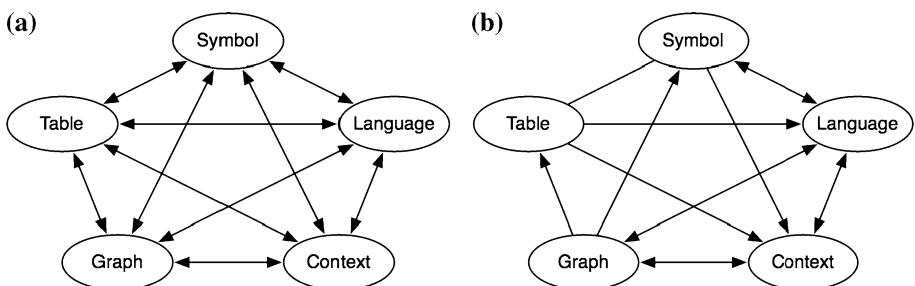 (a)
Symbol
Table
Language
Graph
Context
(b)
Symbol
Table
Language
Graph
Context